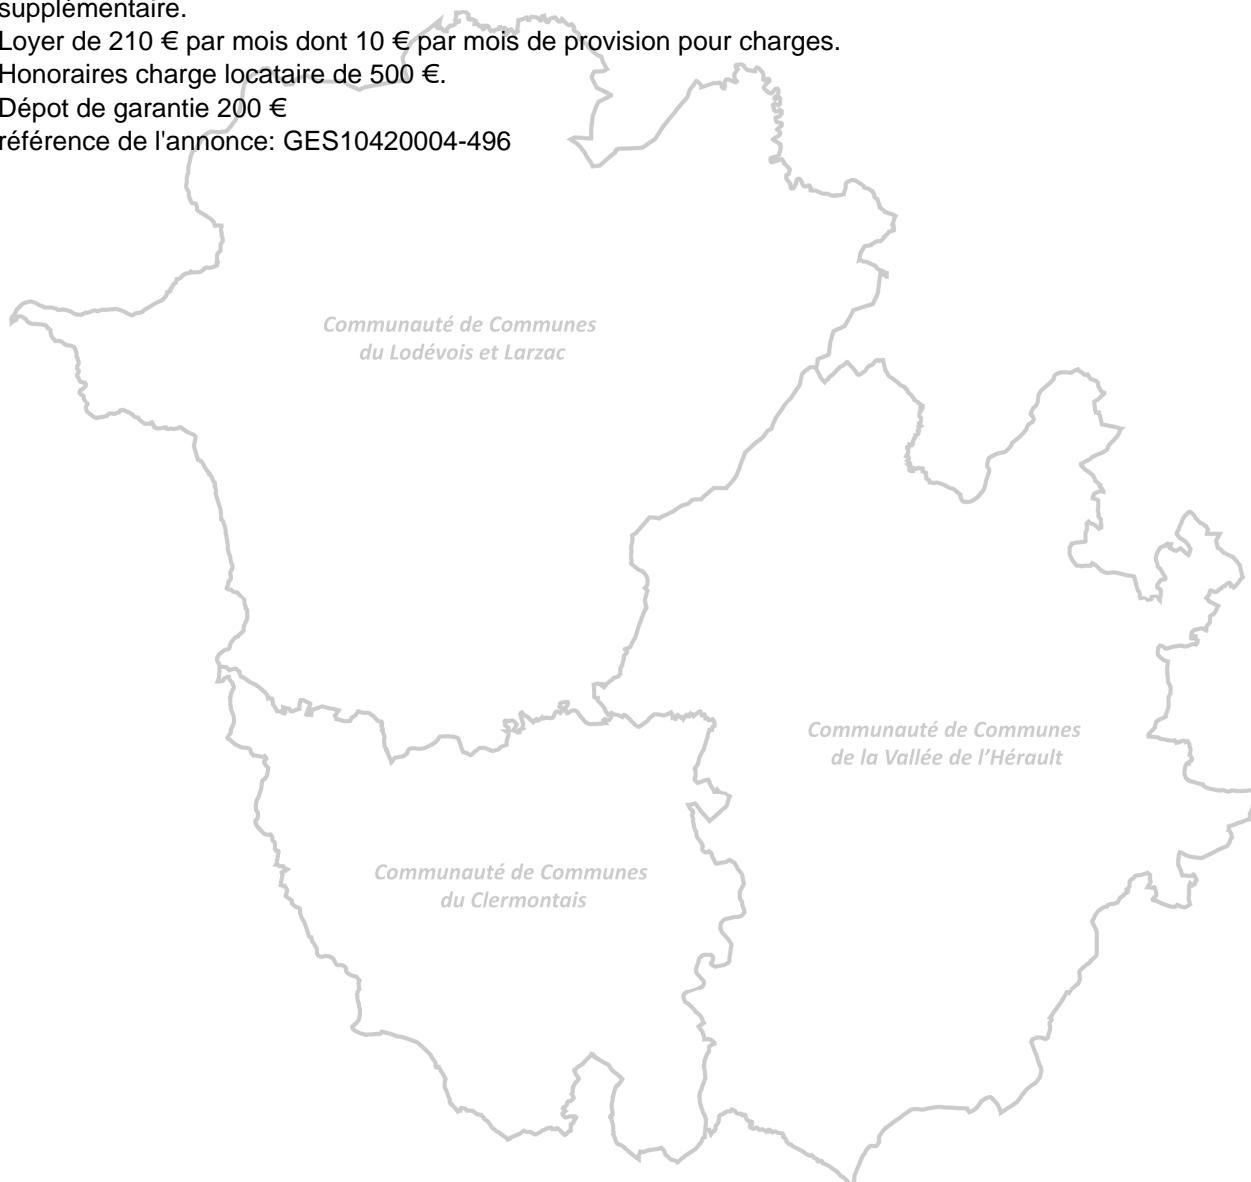 supplémentaire.
Loyer de 210 € par mois dont 10 € par mois de provision pour charges.
Honoraires charge locataire de 500 €.
Dépot de garantie 200 €
référence de l'annonce: GES10420004-496
Communauté de Communes
du Lodévois et Larzac
Communauté de Communes
de la Vallée de l'Hérault
Communauté de Communes
du Clermontais